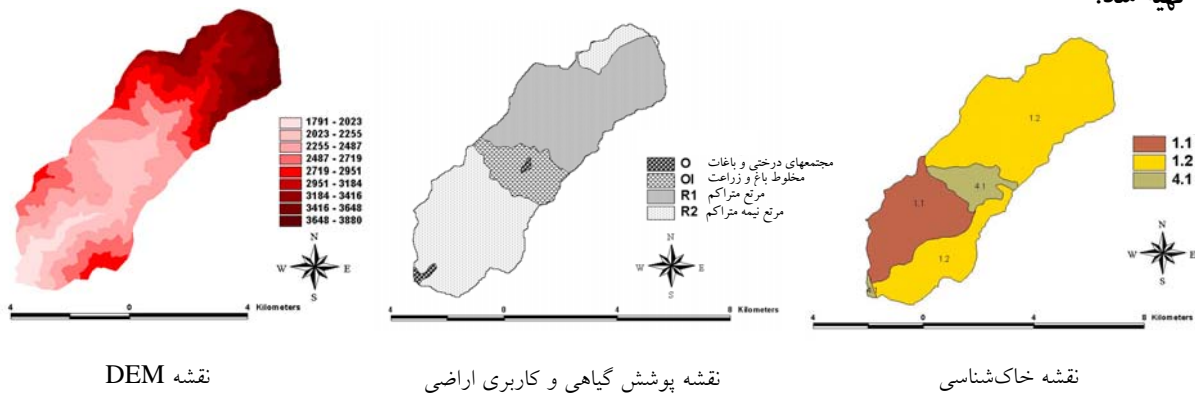 تهیه شد.
1791 - 2023
2023 - 2255
2255 - 2487
2487 - 2719
2719 - 2951
2951 - 3184
3184 - 3416
3416 - 3648
3648 - 3880
N
W E
S
4 0 4 Kilometers
نقشه DEM
O مجتمعهای درختی و باغات
OI مخلوط باغ و زراعت
R1 مرتع متراکم
R2 مرتع نیمه متراکم
N
W E
S
4 0 4 8 Kilometers
نقشه پوشش گیاهی و کاربری اراضی
1.2
4.1
1.1
1.2
1.1
1.2
4.1
N
W E
S
4 0 4 8 Kilometers
نقشه خاک‌شناسی